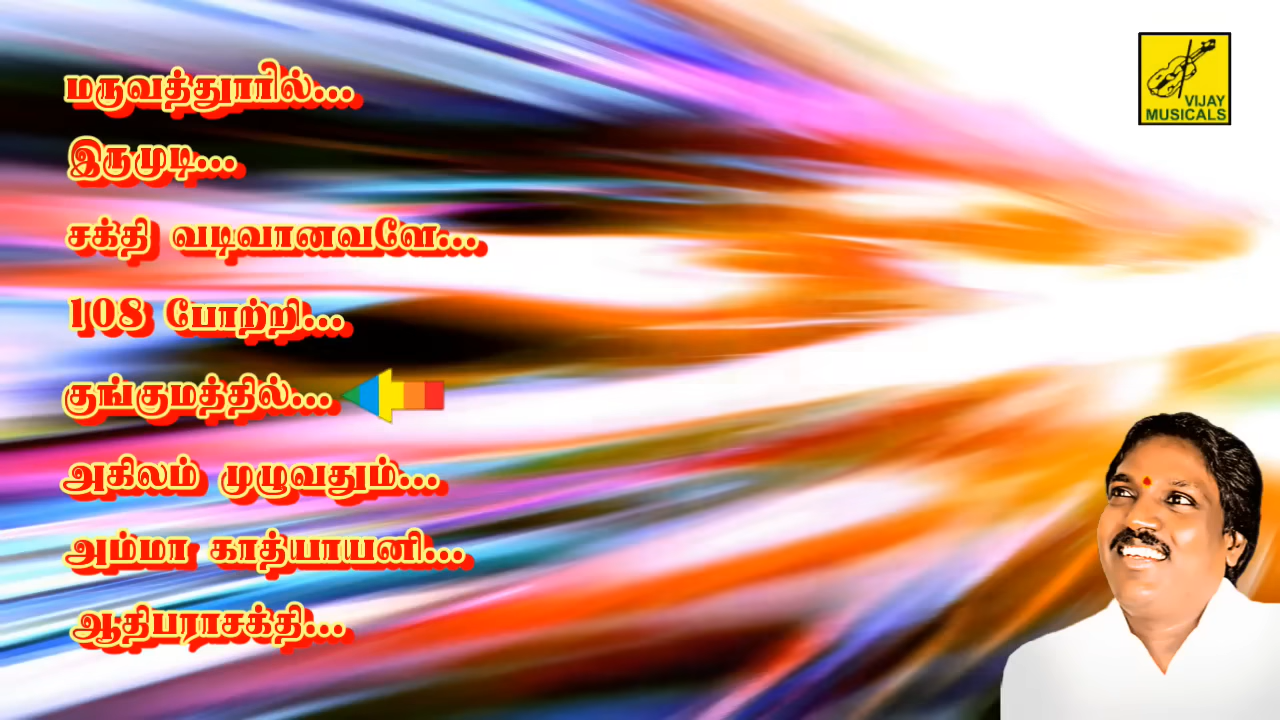 மருவத்தூரில்...
இருமுடி...
சக்தி வடிவானவளே...
108 போற்றி...
குங்குமத்தில்...
அகிலம் முழுவதும்...
அம்மா காத்யாயனி...
ஆதிபராசக்தி...
VIJAY
MUSICALS